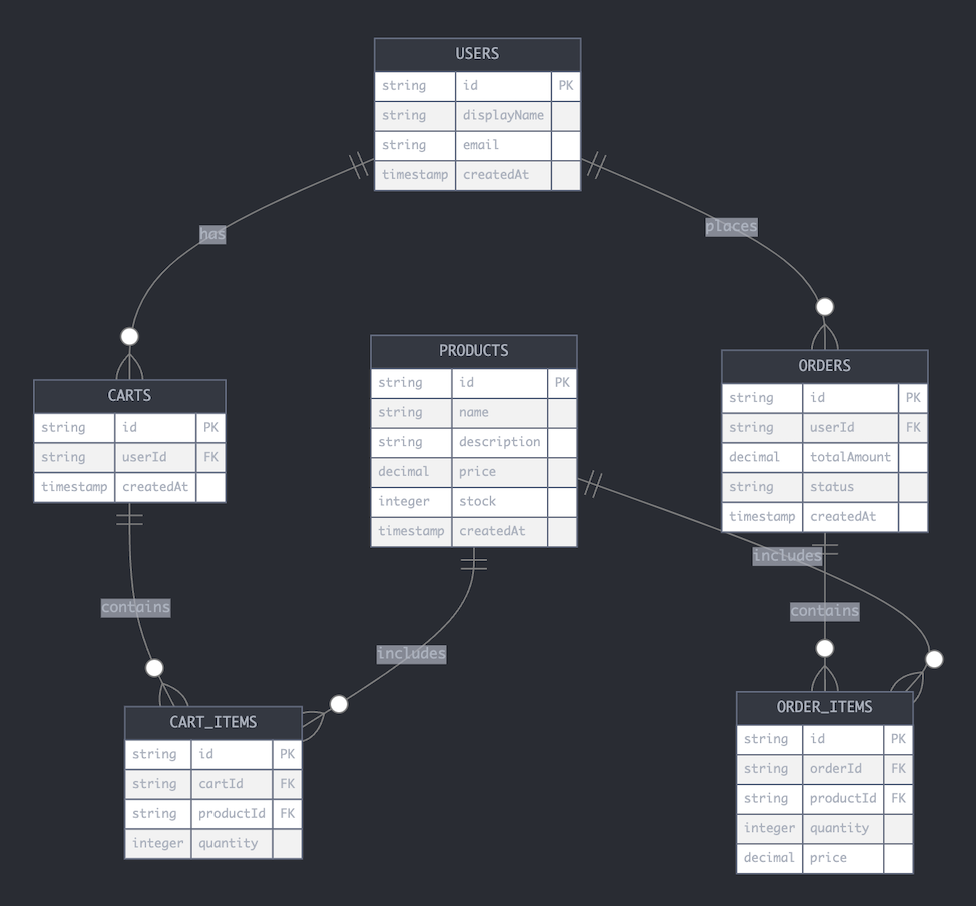 USERS
string id PK
string displayName
string email
timestamp createdAt
has
places
CARTS
string id PK
string userId FK
timestamp createdAt
PRODUCTS
string id PK
string name
string description
decimal price
integer stock
timestamp createdAt
ORDERS
string id PK
string userId FK
decimal totalAmount
string status
timestamp createdAt
contains
includes
includes
contains
CART_ITEMS
string id PK
string cartId FK
string productId FK
integer quantity
ORDER_ITEMS
string id PK
string orderId FK
string productId FK
integer quantity
decimal price